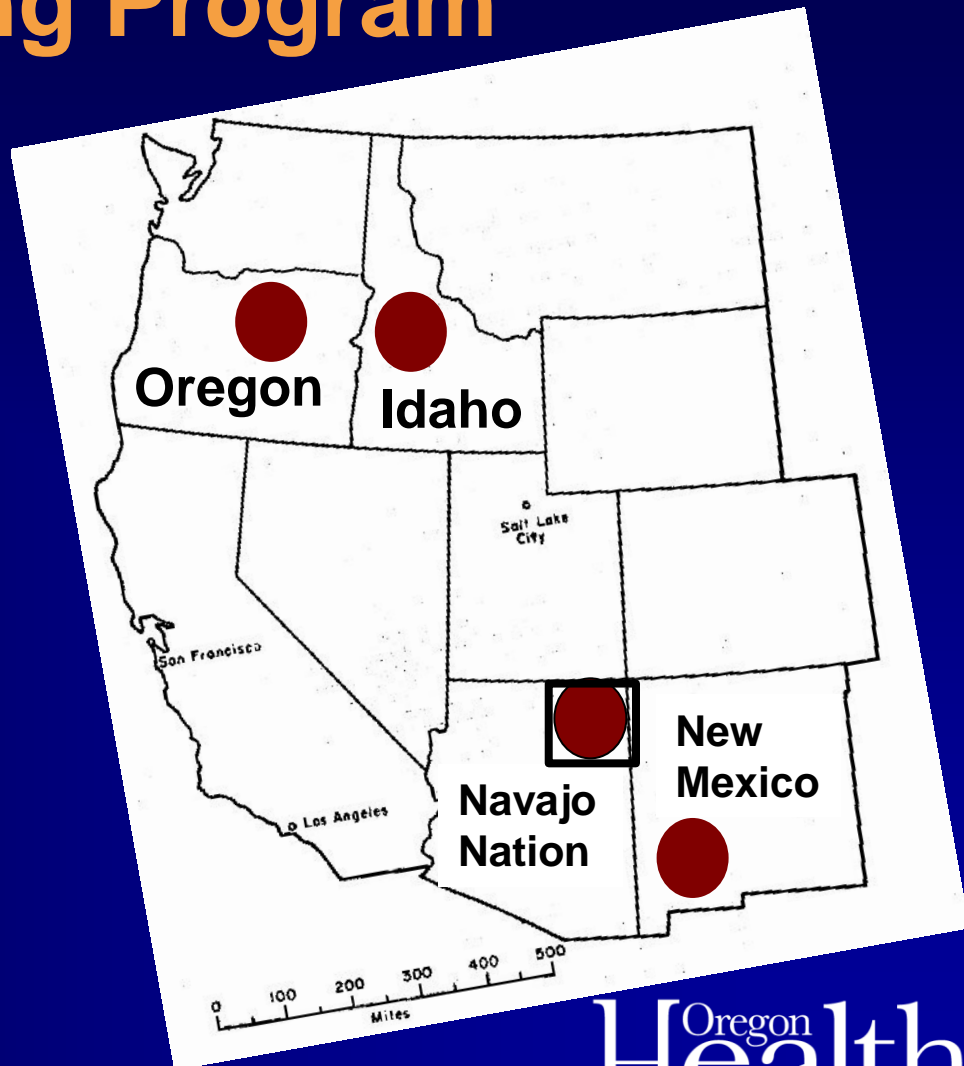 ng Program
Oregon
Idaho
Salt Lake
City
San Francisco
New
Mexico
Navajo
Nation
Los Angeles
0 100 200 300 400 500
Miles
Oregon
Health